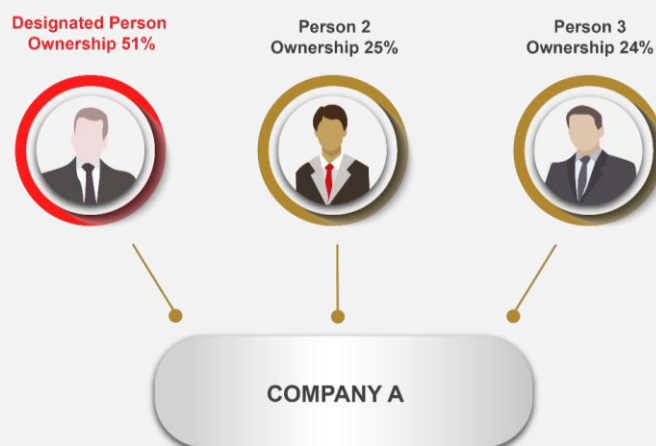 Designated Person
Ownership 51%
Person 2
Ownership 25%
Person 3
Ownership 24%
COMPANY A